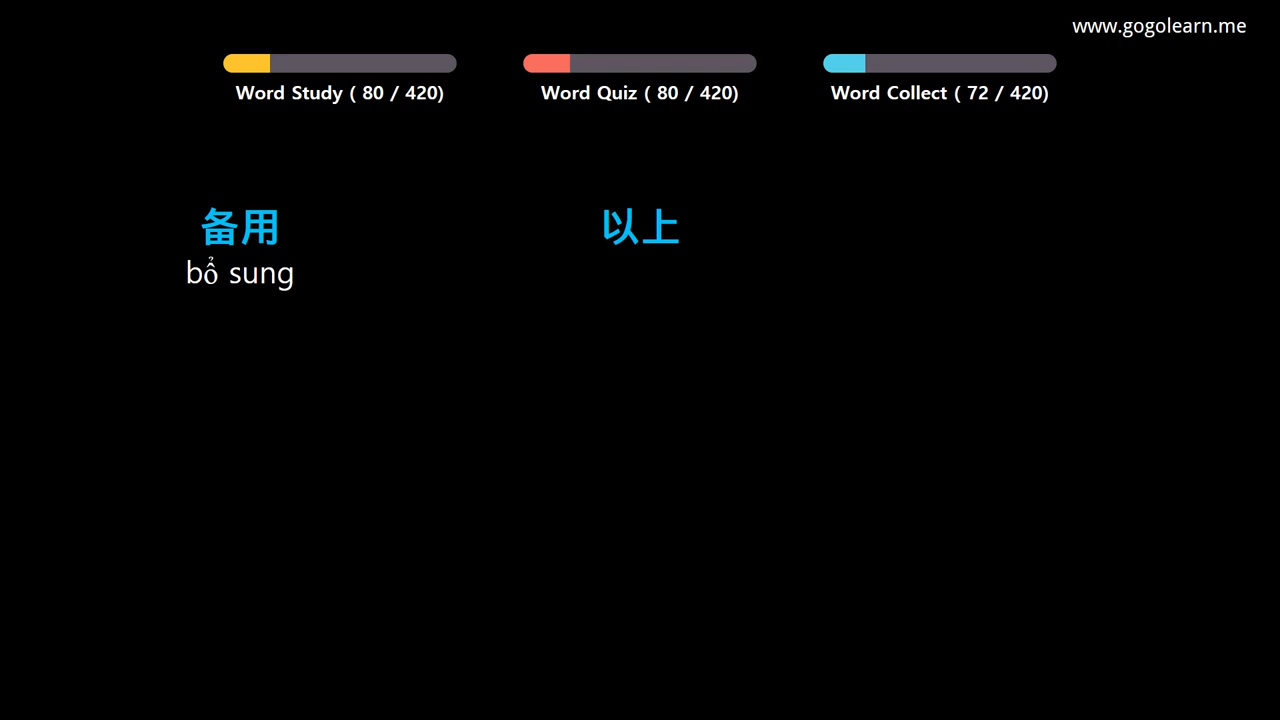 www.gogolearn.me
Word Study ( 80 / 420)
Word Quiz ( 80 / 420)
Word Collect ( 72 / 420)
备用
以上
bổ sung